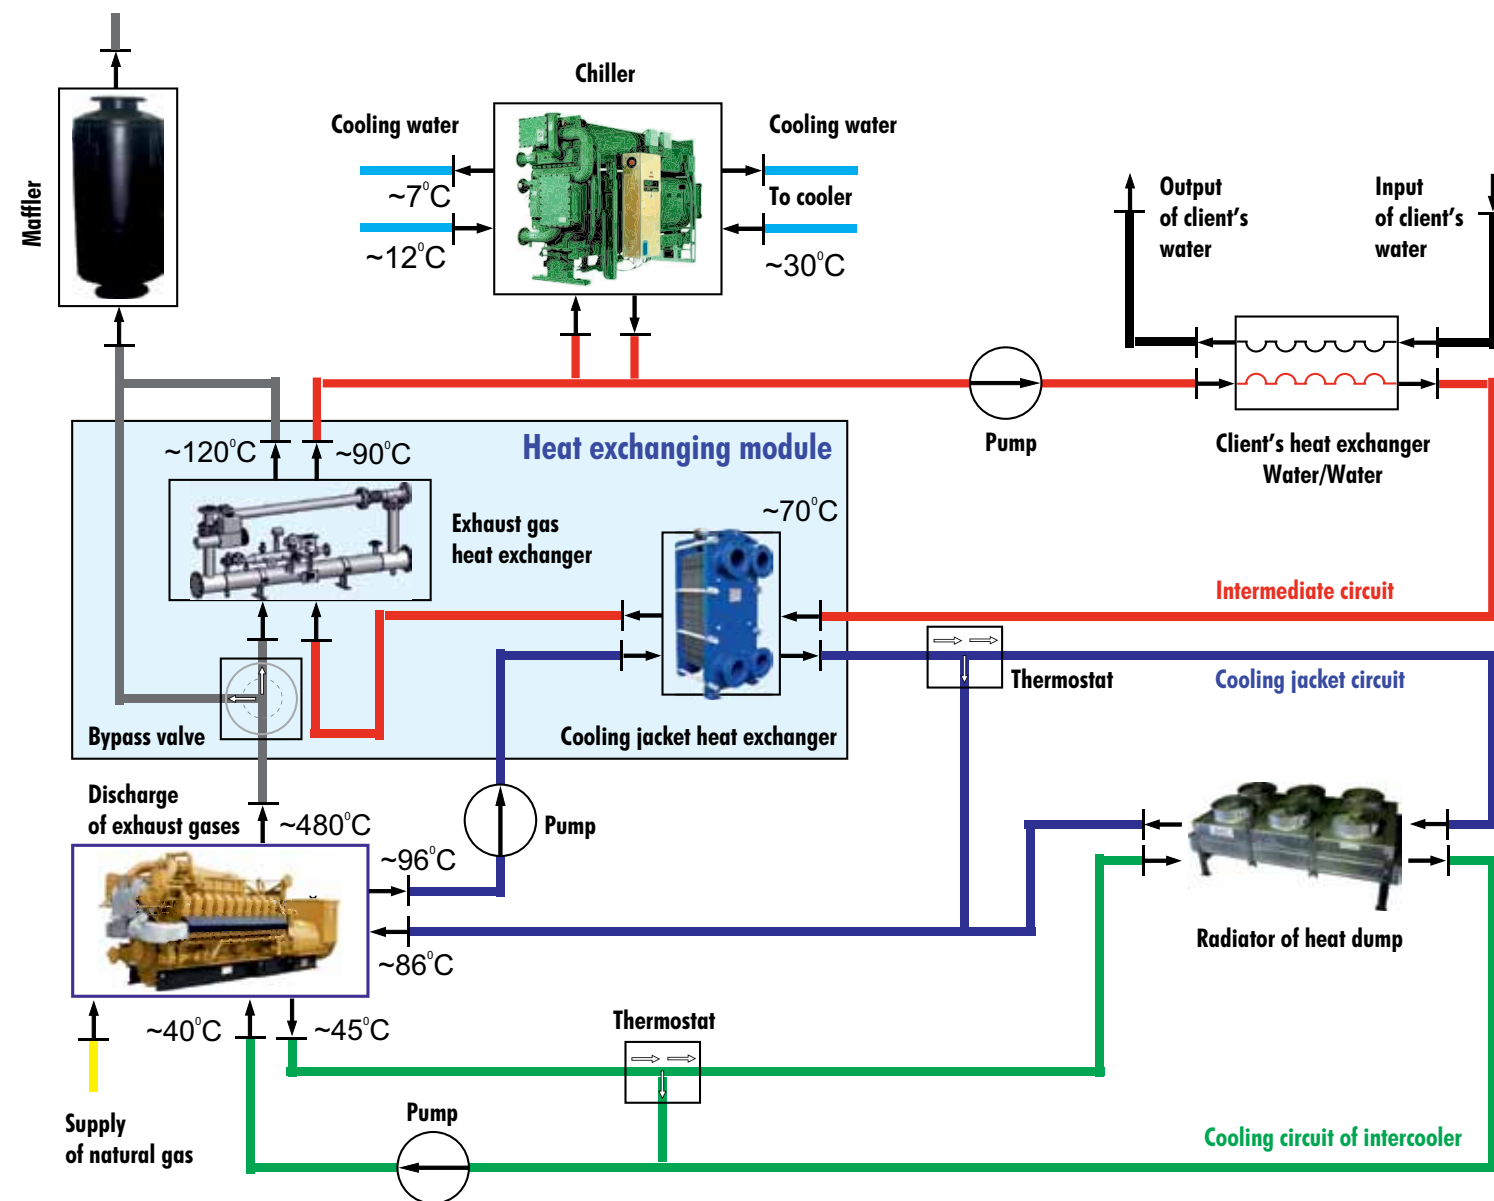 Chiller
Cooling water
Cooling water
~7°C
To cooler
~12°C
~30°C
Maffler
Output
of client's
water
Input
of client's
water
Pump
Client's heat exchanger
Water/Water
~120°C
~90°C
Heat exchanging module
~70°C
Exhaust gas
heat exchanger
Intermediate circuit
Thermostat
Cooling jacket circuit
Bypass valve
Cooling jacket heat exchanger
Discharge
of exhaust gases
~480°C
Pump
~96°C
~86°C
Radiator of heat dump
~40°C
~45°C
Thermostat
Supply
of natural gas
Pump
Cooling circuit of intercooler